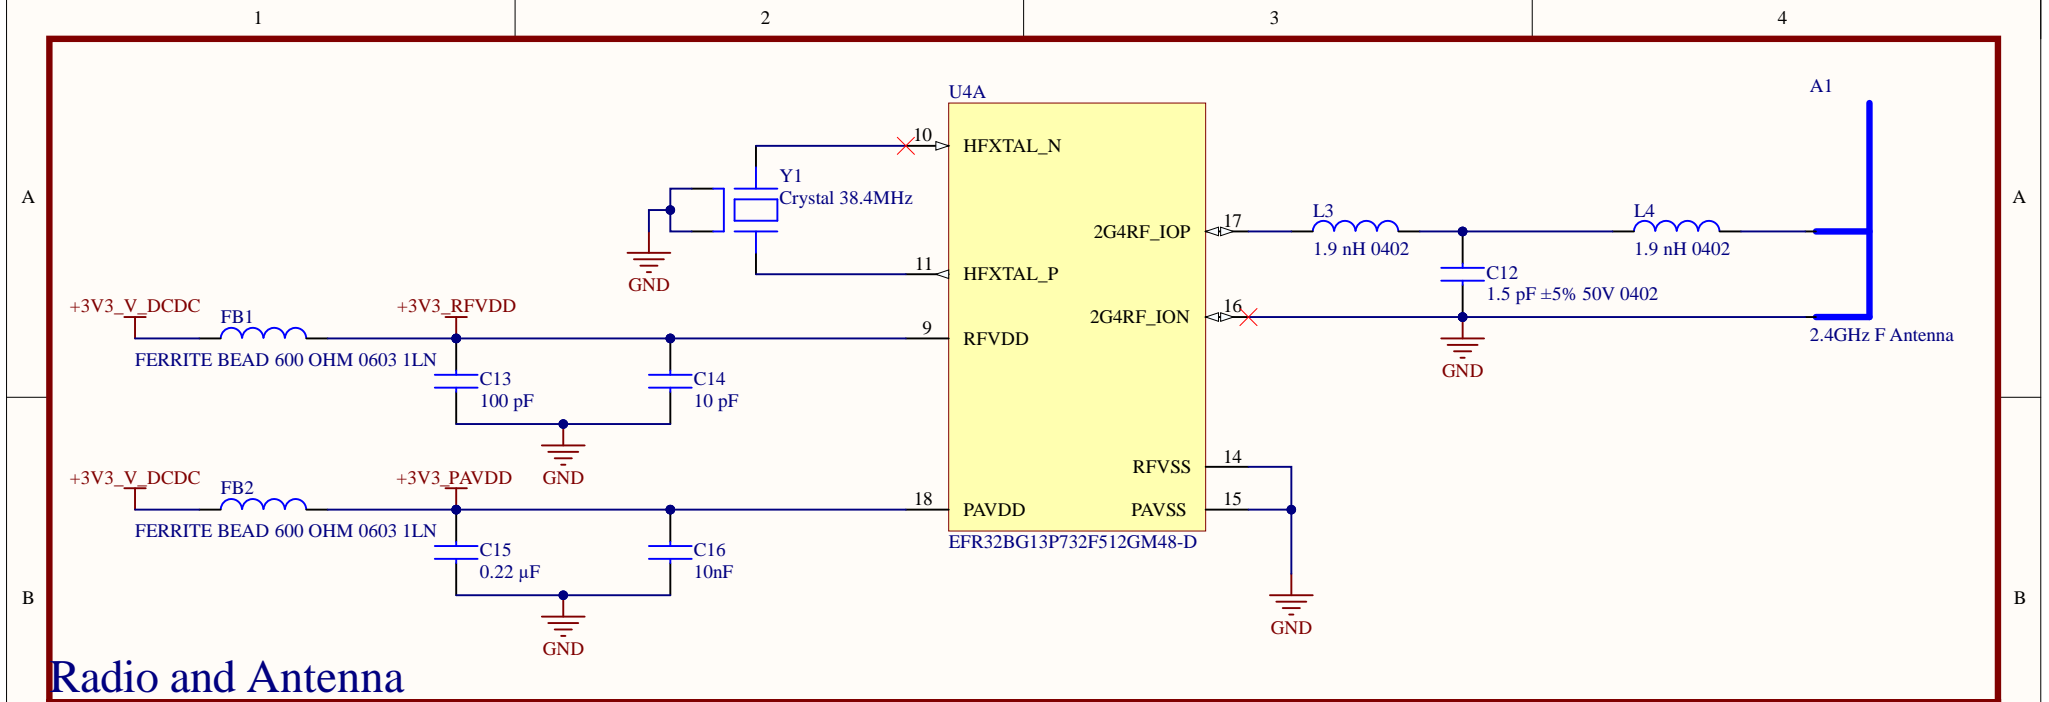 1 2 3 4
U4A
A1
10 HFXTAL_N
Y1
Crystal 38.4MHz
A A
L3
L4
2G4RF_IOP 17
1.9 nH 0402
1.9 nH 0402
11 HFXTAL_P
C12
1.5 pF ±5% 50V 0402
GND
+3V3_V_DCDC
+3V3_RFVDD
FB1
2G4RF_ION 16
9 RFVDD
2.4GHz F Antenna
FERRITE BEAD 600 OHM 0603 1LN
GND
C13
100 pF
C14
10 pF
GND
RFVSS 14
+3V3_V_DCDC
+3V3_PAVDD
FB2
18 PAVDD
PAVSS 15
FERRITE BEAD 600 OHM 0603 1LN
EFR32BG13P732F512GM48-D
C15
0.22 µF
C16
10nF
B B
GND
GND
Radio and Antenna